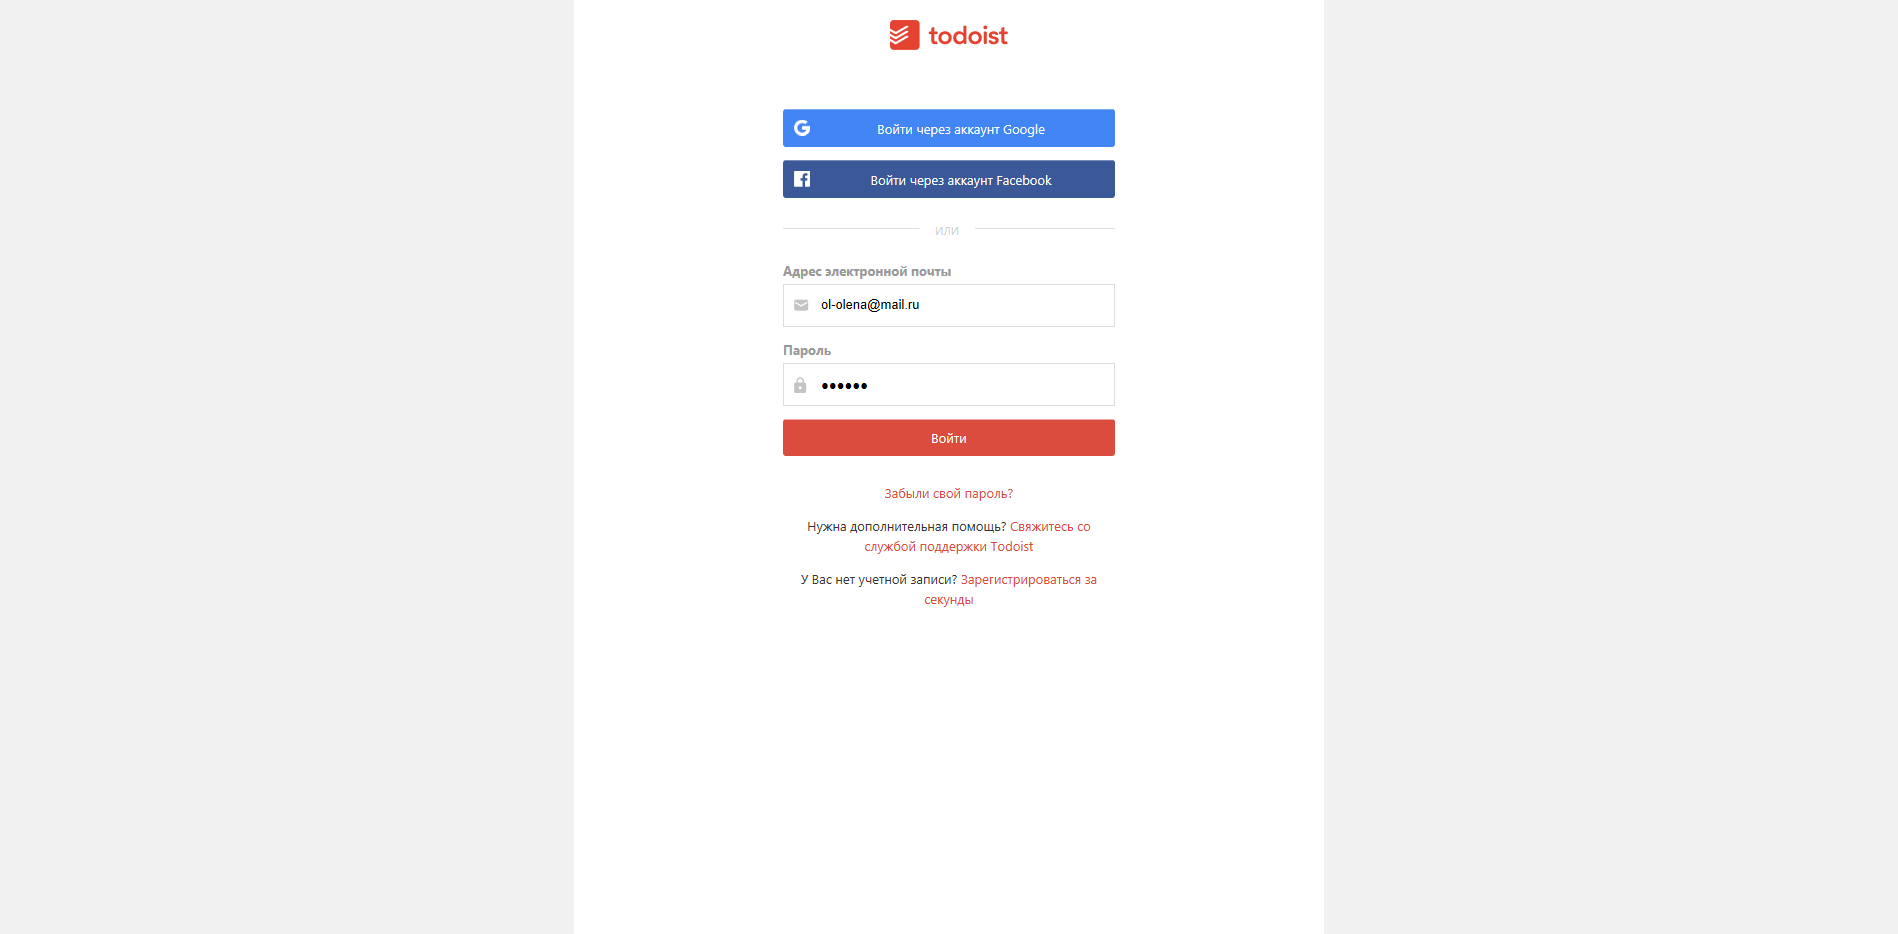 todoist
Войти через аккаунт Google
Войти через аккаунт Facebook
или
Адрес электронной почты
ol-olena@mail.ru
Пароль
••••••
Войти
Забыли свой пароль?
Нужна дополнительная помощь? Свяжитесь со
службой поддержки Todoist
У Вас нет учетной записи? Зарегистрироваться за
секунды